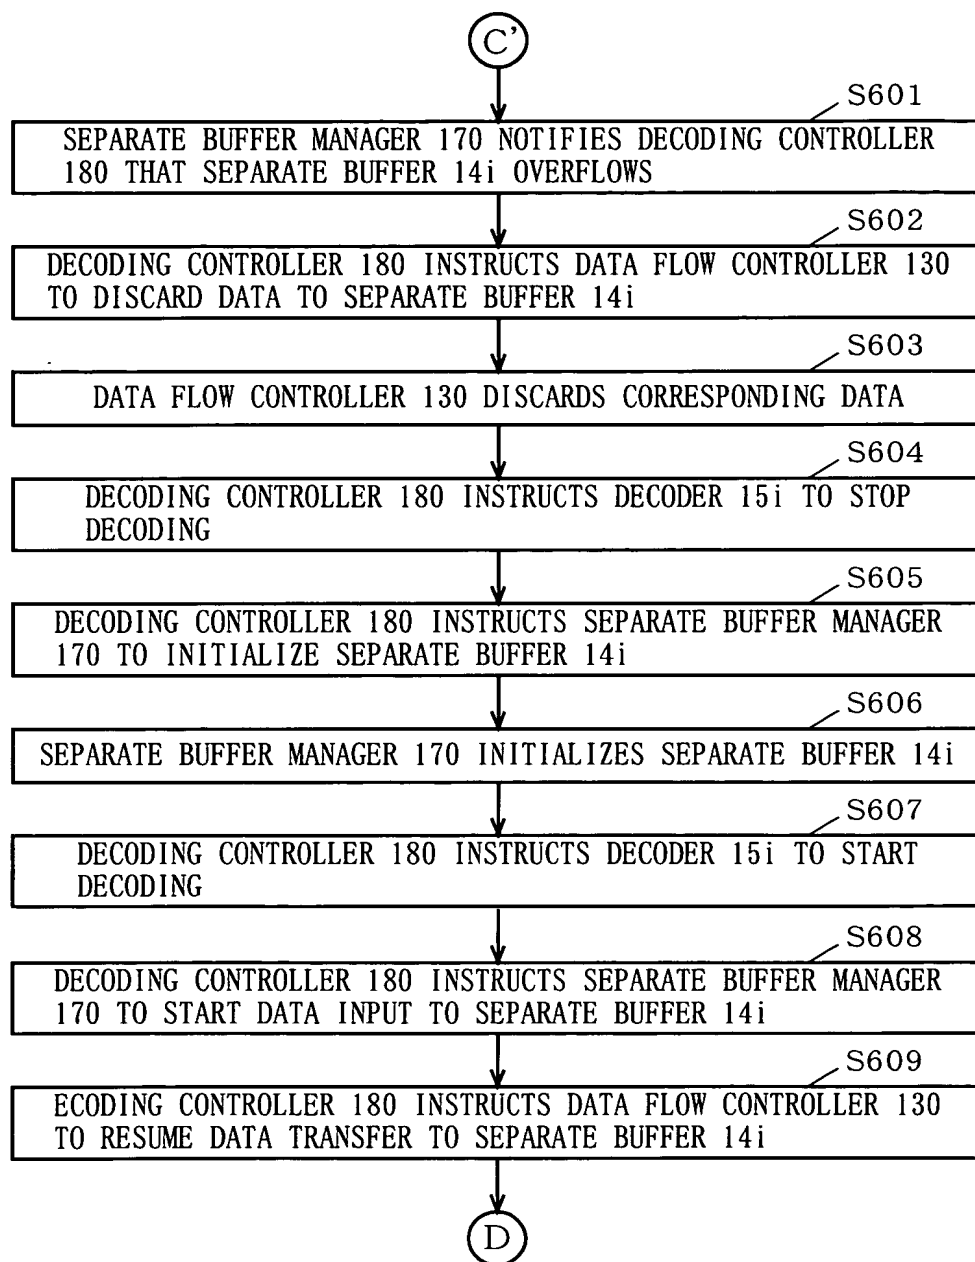 C'
S601
SEPARATE BUFFER MANAGER 170 NOTIFIES DECODING CONTROLLER
180 THAT SEPARATE BUFFER 14i OVERFLOWS
S602
DECODING CONTROLLER 180 INSTRUCTS DATA FLOW CONTROLLER 130
TO DISCARD DATA TO SEPARATE BUFFER 14i
S603
DATA FLOW CONTROLLER 130 DISCARDS CORRESPONDING DATA
S604
DECODING CONTROLLER 180 INSTRUCTS DECODER 15i TO STOP
DECODING
S605
DECODING CONTROLLER 180 INSTRUCTS SEPARATE BUFFER MANAGER
170 TO INITIALIZE SEPARATE BUFFER 14i
S606
SEPARATE BUFFER MANAGER 170 INITIALIZES SEPARATE BUFFER 14i
S607
DECODING CONTROLLER 180 INSTRUCTS DECODER 15i TO START
DECODING
S608
DECODING CONTROLLER 180 INSTRUCTS SEPARATE BUFFER MANAGER
170 TO START DATA INPUT TO SEPARATE BUFFER 14i
S609
ECODING CONTROLLER 180 INSTRUCTS DATA FLOW CONTROLLER 130
TO RESUME DATA TRANSFER TO SEPARATE BUFFER 14i
D